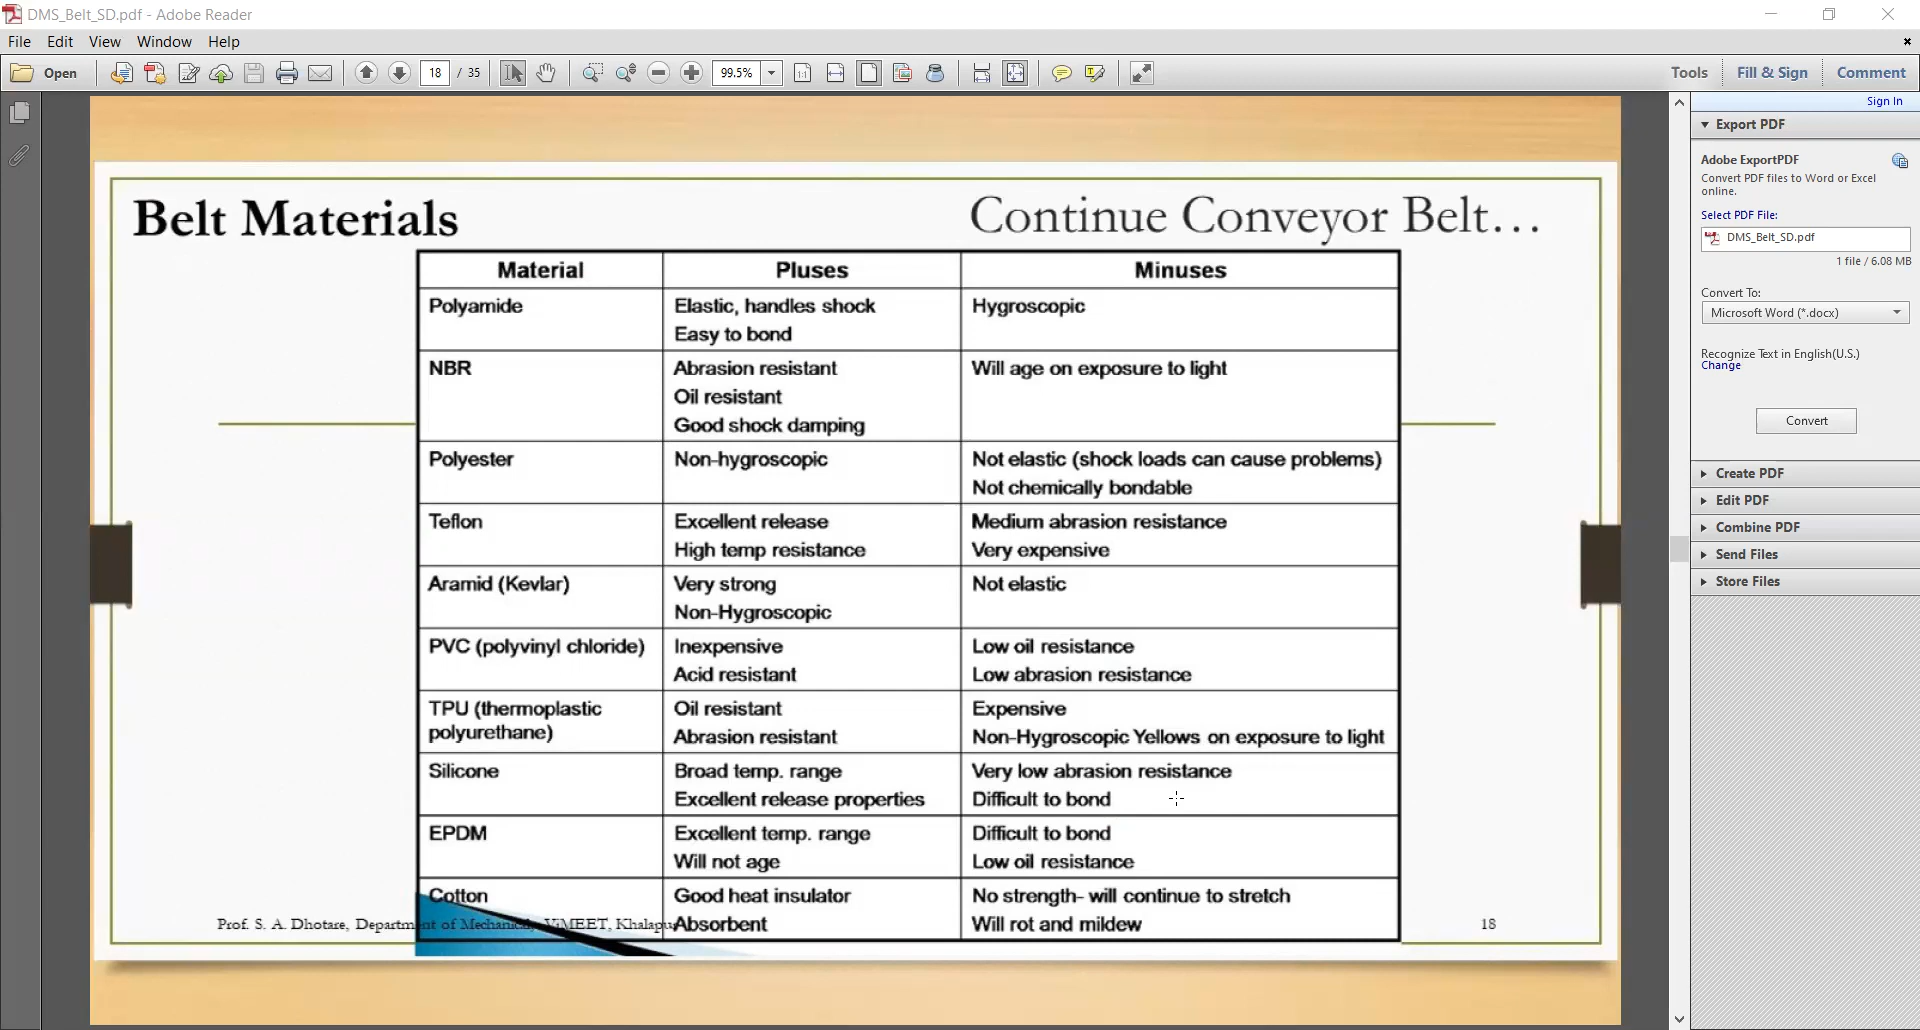 DMS_Belt_SD.pdf - Adobe Reader
File Edit View Window Help
Open 18 / 35 99.5% Tools Fill & Sign Comment
Sign In
Export PDF
Adobe ExportPDF
Convert PDF files to Word or Excel
online.
Select PDF File:
DMS_Belt_SD.pdf
1 file / 6.08 MB
Convert To:
Microsoft Word (*.docx)
Recognize Text in English(U.S.)
Change
Convert
Create PDF
Edit PDF
Combine PDF
Send Files
Store Files
Belt Materials
Continue Conveyor Belt...
Material Pluses Minuses
Polyamide Elastic, handles shock Hygroscopic
Easy to bond
NBR Abrasion resistant Will age on exposure to light
Oil resistant
Good shock damping
Polyester Non-hygroscopic Not elastic (shock loads can cause problems)
Not chemically bondable
Teflon Excellent release Medium abrasion resistance
High temp resistance Very expensive
Aramid (Kevlar) Very strong Not elastic
Non-Hygroscopic
PVC (polyvinyl chloride) Inexpensive Low oil resistance
Acid resistant Low abrasion resistance
TPU (thermoplastic Oil resistant Expensive
polyurethane) Abrasion resistant Non-Hygroscopic Yellows on exposure to light
Silicone Broad temp. range Very low abrasion resistance
Excellent release properties Difficult to bond
EPDM Excellent temp. range Difficult to bond
Will not age Low oil resistance
Cotton Good heat insulator No strength- will continue to stretch
Absorbent Will rot and mildew
Prof. S. A. Dhotare, Department of ViMEET, 18